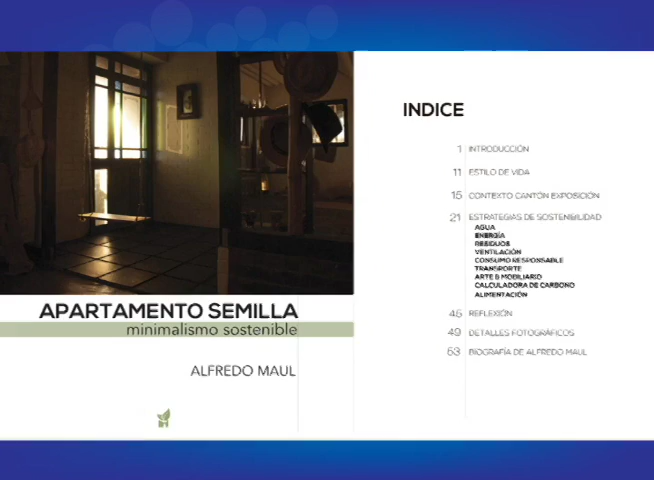 APARTAMENTO SEMILLA
minimalismo sostenible
ALFREDO MAUL
INDICE
1 INTRODUCCIÓN
11 ESTILO DE VIDA
15 CONTEXTO CANTÓN EXPOSICIÓN
21 ESTRATEGIAS DE SOSTENIBILIDAD
AGUA
ENERGÍA
RESIDUOS
VENTILACIÓN
CONSUMO RESPONSABLE
TRANSPORTE
ARTE & MOBILIARIO
CALCULADORA DE CARBONO
ALIMENTACIÓN
45 REFLEXIÓN
49 DETALLES FOTOGRÁFICOS
53 BIOGRAFÍA DE ALFREDO MAUL